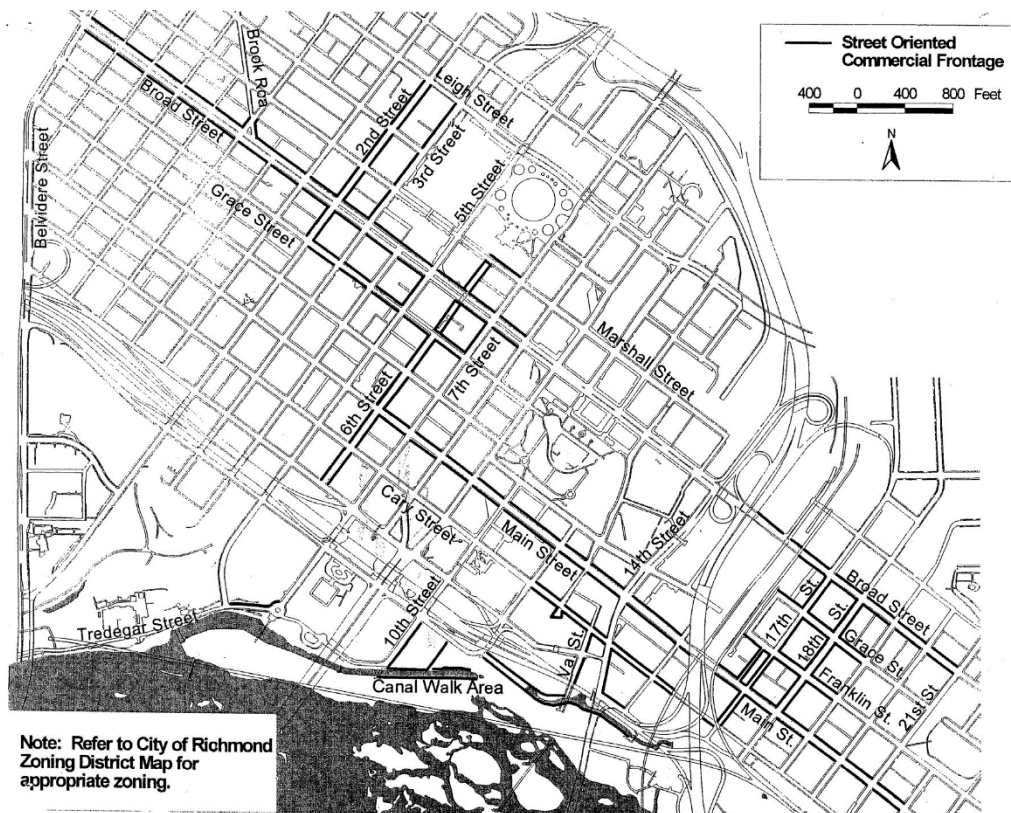 Street Oriented
Commercial Frontage
400 0 400 800 Feet
N
Brook Roa
Broad Street
Leigh Street
2nd Street
3rd Street
5th Street
Belvidere Street
Grace Street
Marshall Street
7th Street
6th Street
Cary Street
Main Street
14th Street
10th Street
Tredegar Street
Canal Walk Area
Va. St.
17th St.
18th St.
Broad Street
Grace St.
Franklin St.
21st St
Main St.
Note: Refer to City of Richmond
Zoning District Map for
appropriate zoning.